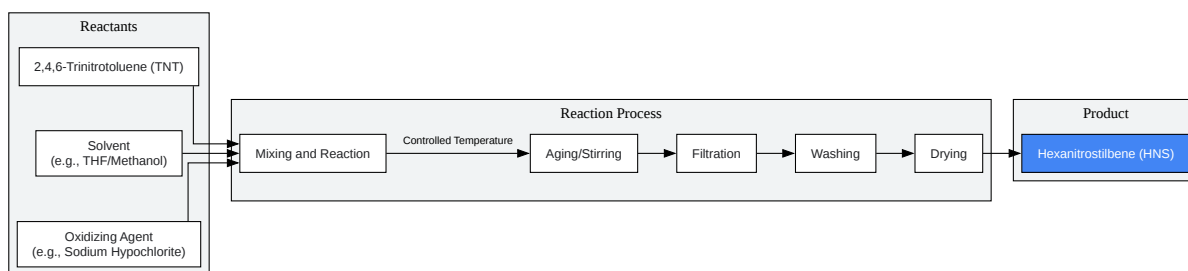 Reactants
2,4,6-Trinitrotoluene (TNT)
Solvent
(e.g., THF/Methanol)
Oxidizing Agent
(e.g., Sodium Hypochlorite)
Reaction Process
Mixing and Reaction
Controlled Temperature
Aging/Stirring
Filtration
Washing
Drying
Product
Hexanitrostilbene (HNS)